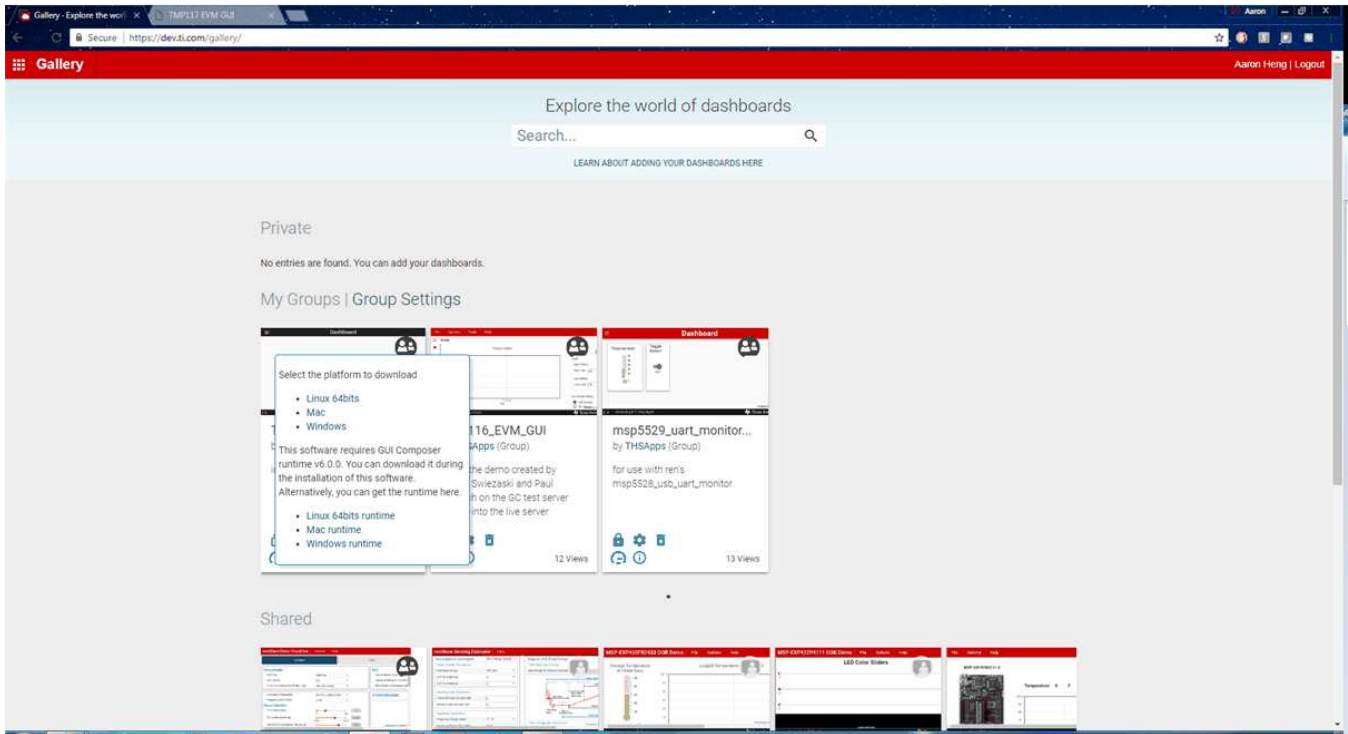 Gallery - Explore the worl
TMP117 EVM GUI
Aaron
Secure | https://dev.ti.com/gallery/
Gallery
Aaron Heng | Logout
Explore the world of dashboards
Search...
LEARN ABOUT ADDING YOUR DASHBOARDS HERE
Private
No entries are found. You can add your dashboards.
My Groups | Group Settings
Dashboard
Dashboard
Select the platform to download
• Linux 64bits
• Mac
• Windows
This software requires GUI Composer
runtime v6.0.0. You can download it during
the installation of this software.
Alternatively, you can get the runtime here.
• Linux 64bits runtime
• Mac runtime
• Windows runtime
16_EVM_GUI
Apps (Group)
the demo created by
Swiezaski and Paul
h on the GC test server
into the live server
12 Views
msp5529_uart_monitor...
by THSApps (Group)
for use with ren's
msp5528_usb_uart_monitor
13 Views
Shared
LED Color Sliders